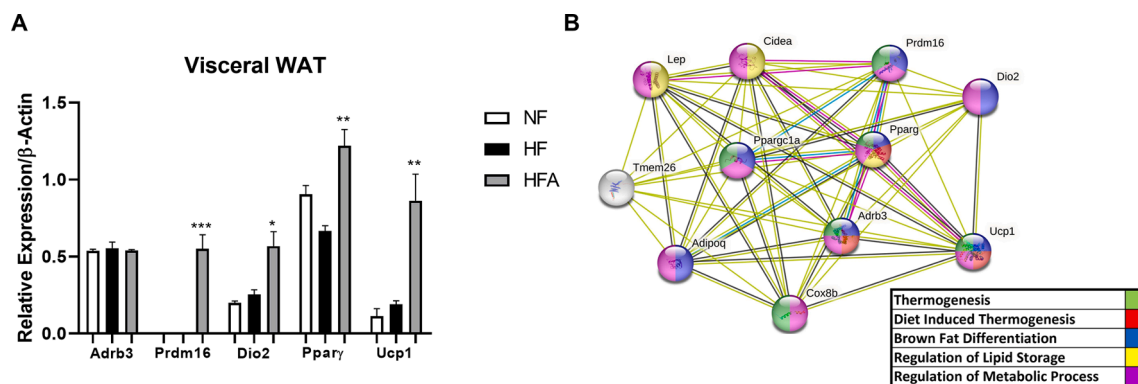 A
Visceral WAT
Relative Expression/β-Actin
1.5
1.0
0.5
0.0
***
*
**
**
Adrb3 Prdm16 Dio2 Pparγ Ucp1
NF
HF
HFA
B
Lep
Cidea
Prdm16
Dio2
Pparg
Ppargc1a
Tmem26
Adrb3
Ucp1
Adipoq
Cox8b
Thermogenesis
Diet Induced Thermogenesis
Brown Fat Differentiation
Regulation of Lipid Storage
Regulation of Metabolic Process